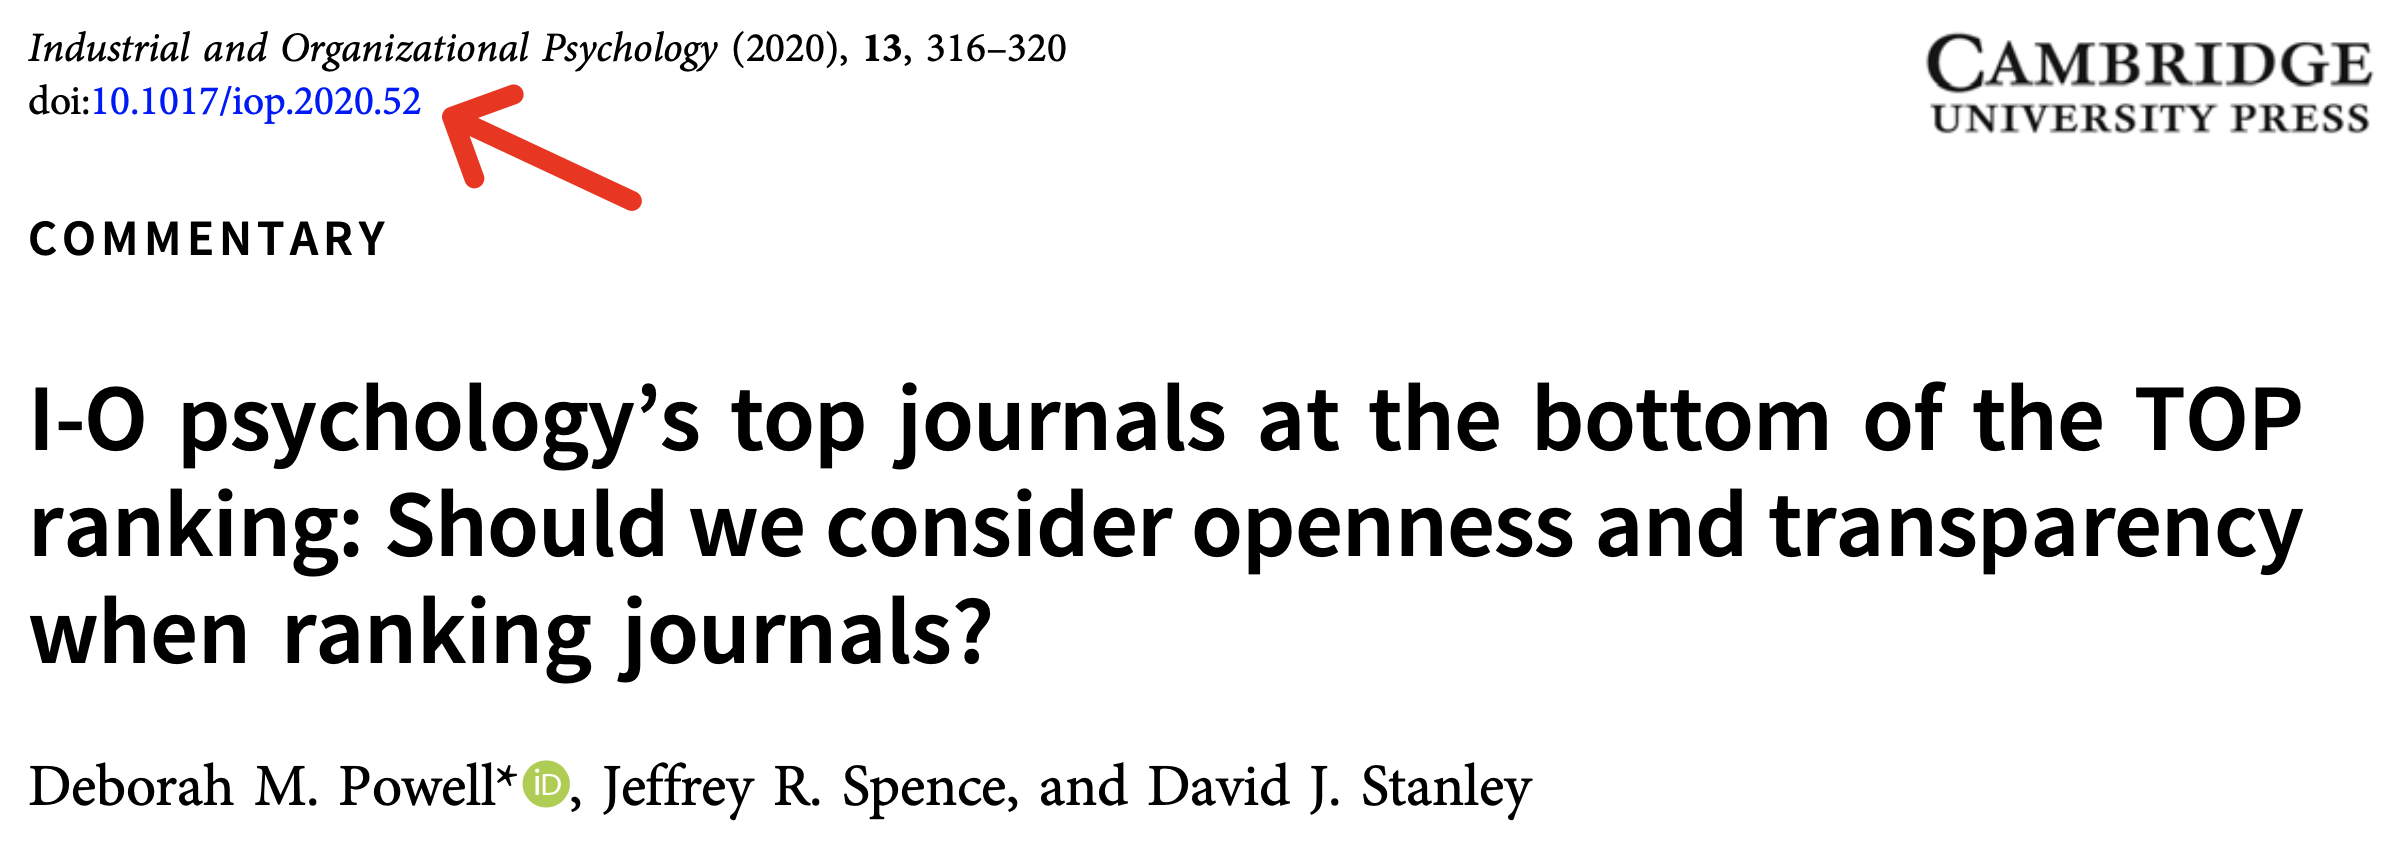 Industrial and Organizational Psychology (2020), 13, 316–320
doi:10.1017/iop.2020.52
CAMBRIDGE
UNIVERSITY PRESS
COMMENTARY
I-O psychology’s top journals at the bottom of the TOP
ranking: Should we consider openness and transparency
when ranking journals?
Deborah M. Powell* iD, Jeffrey R. Spence, and David J. Stanley